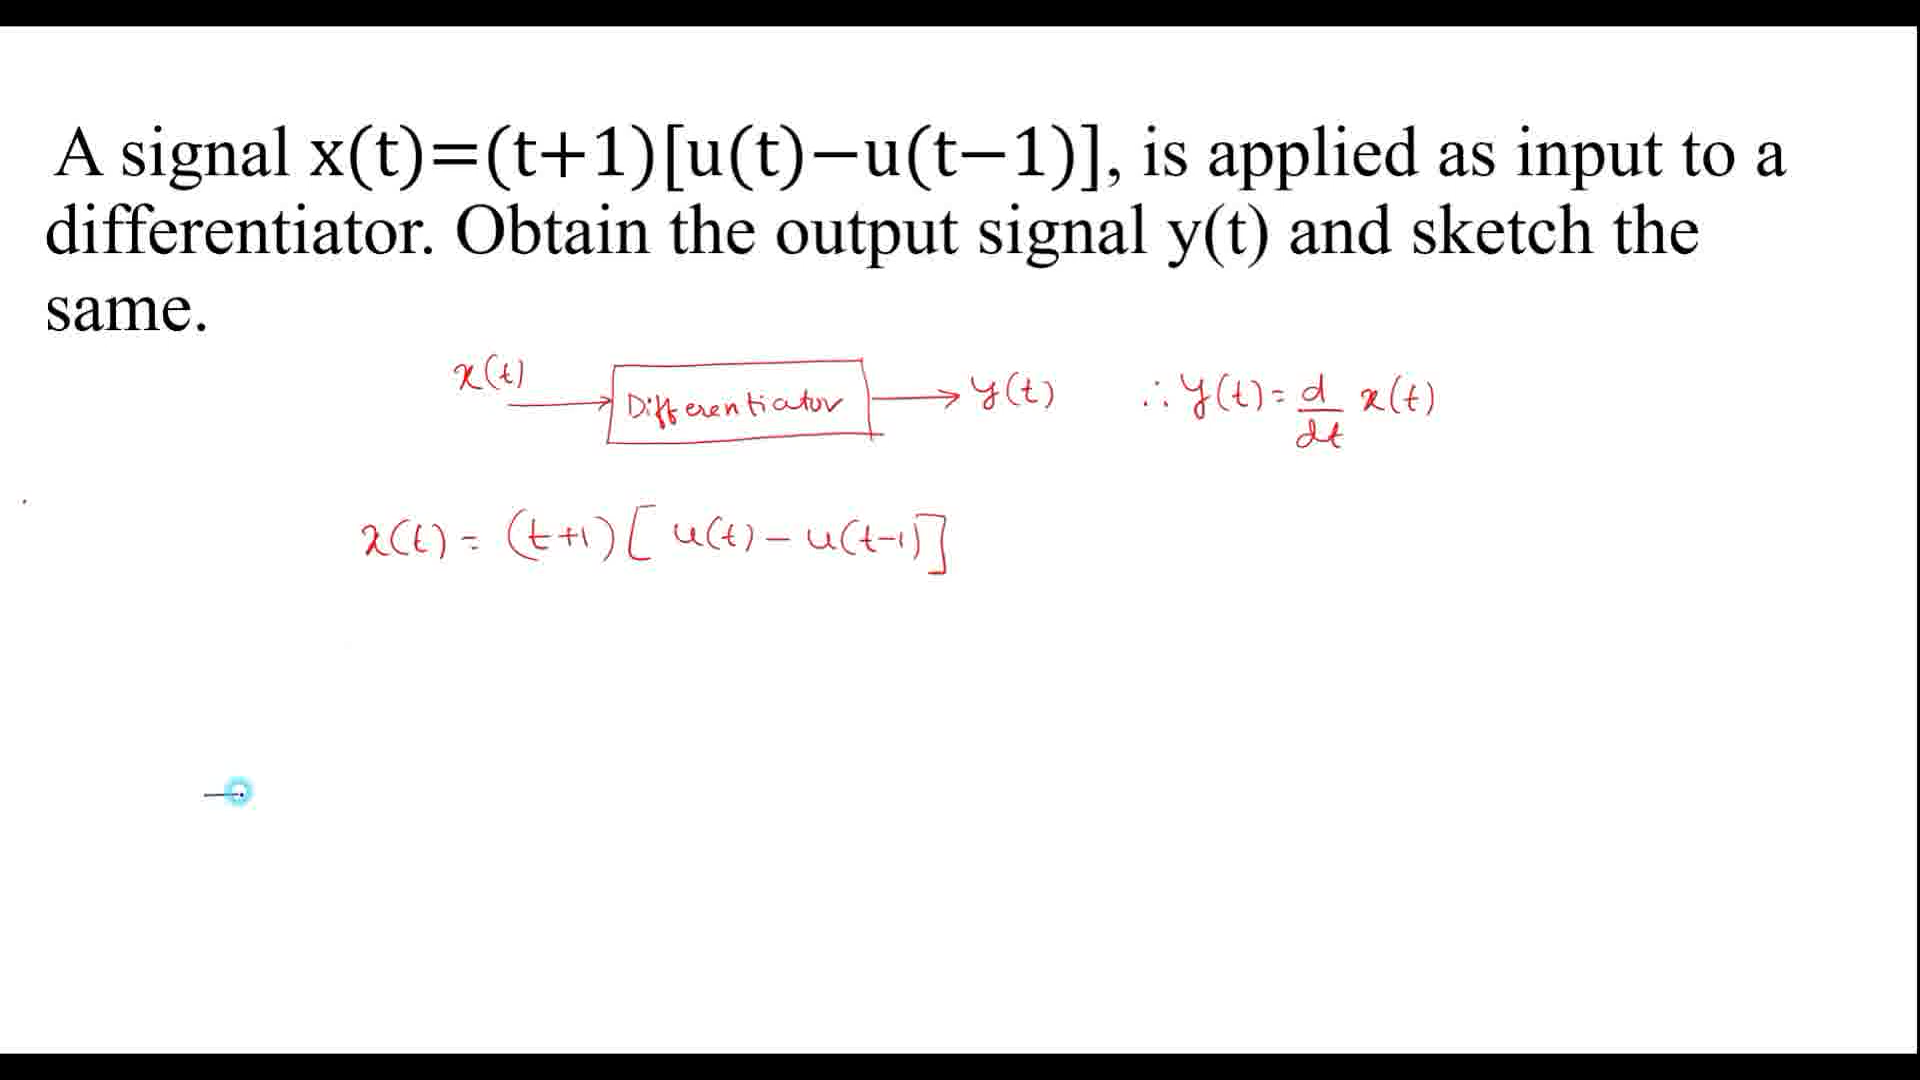 A signal x(t)=(t+1)[u(t)−u(t−1)], is applied as input to a
differentiator. Obtain the output signal y(t) and sketch the
same.
x(t) Differentiator y(t) ∴ y(t) = d/dt x(t)
x(t) = (t+1) [ u(t) − u(t−1) ]